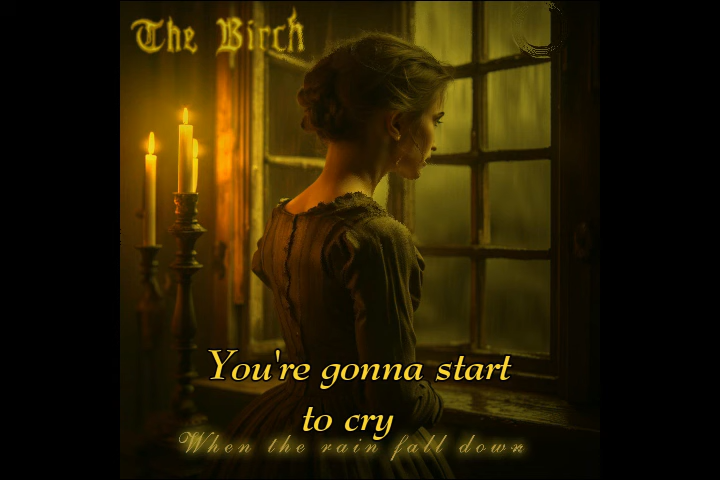 The Birch
You're gonna start
to cry
When the rain fall down